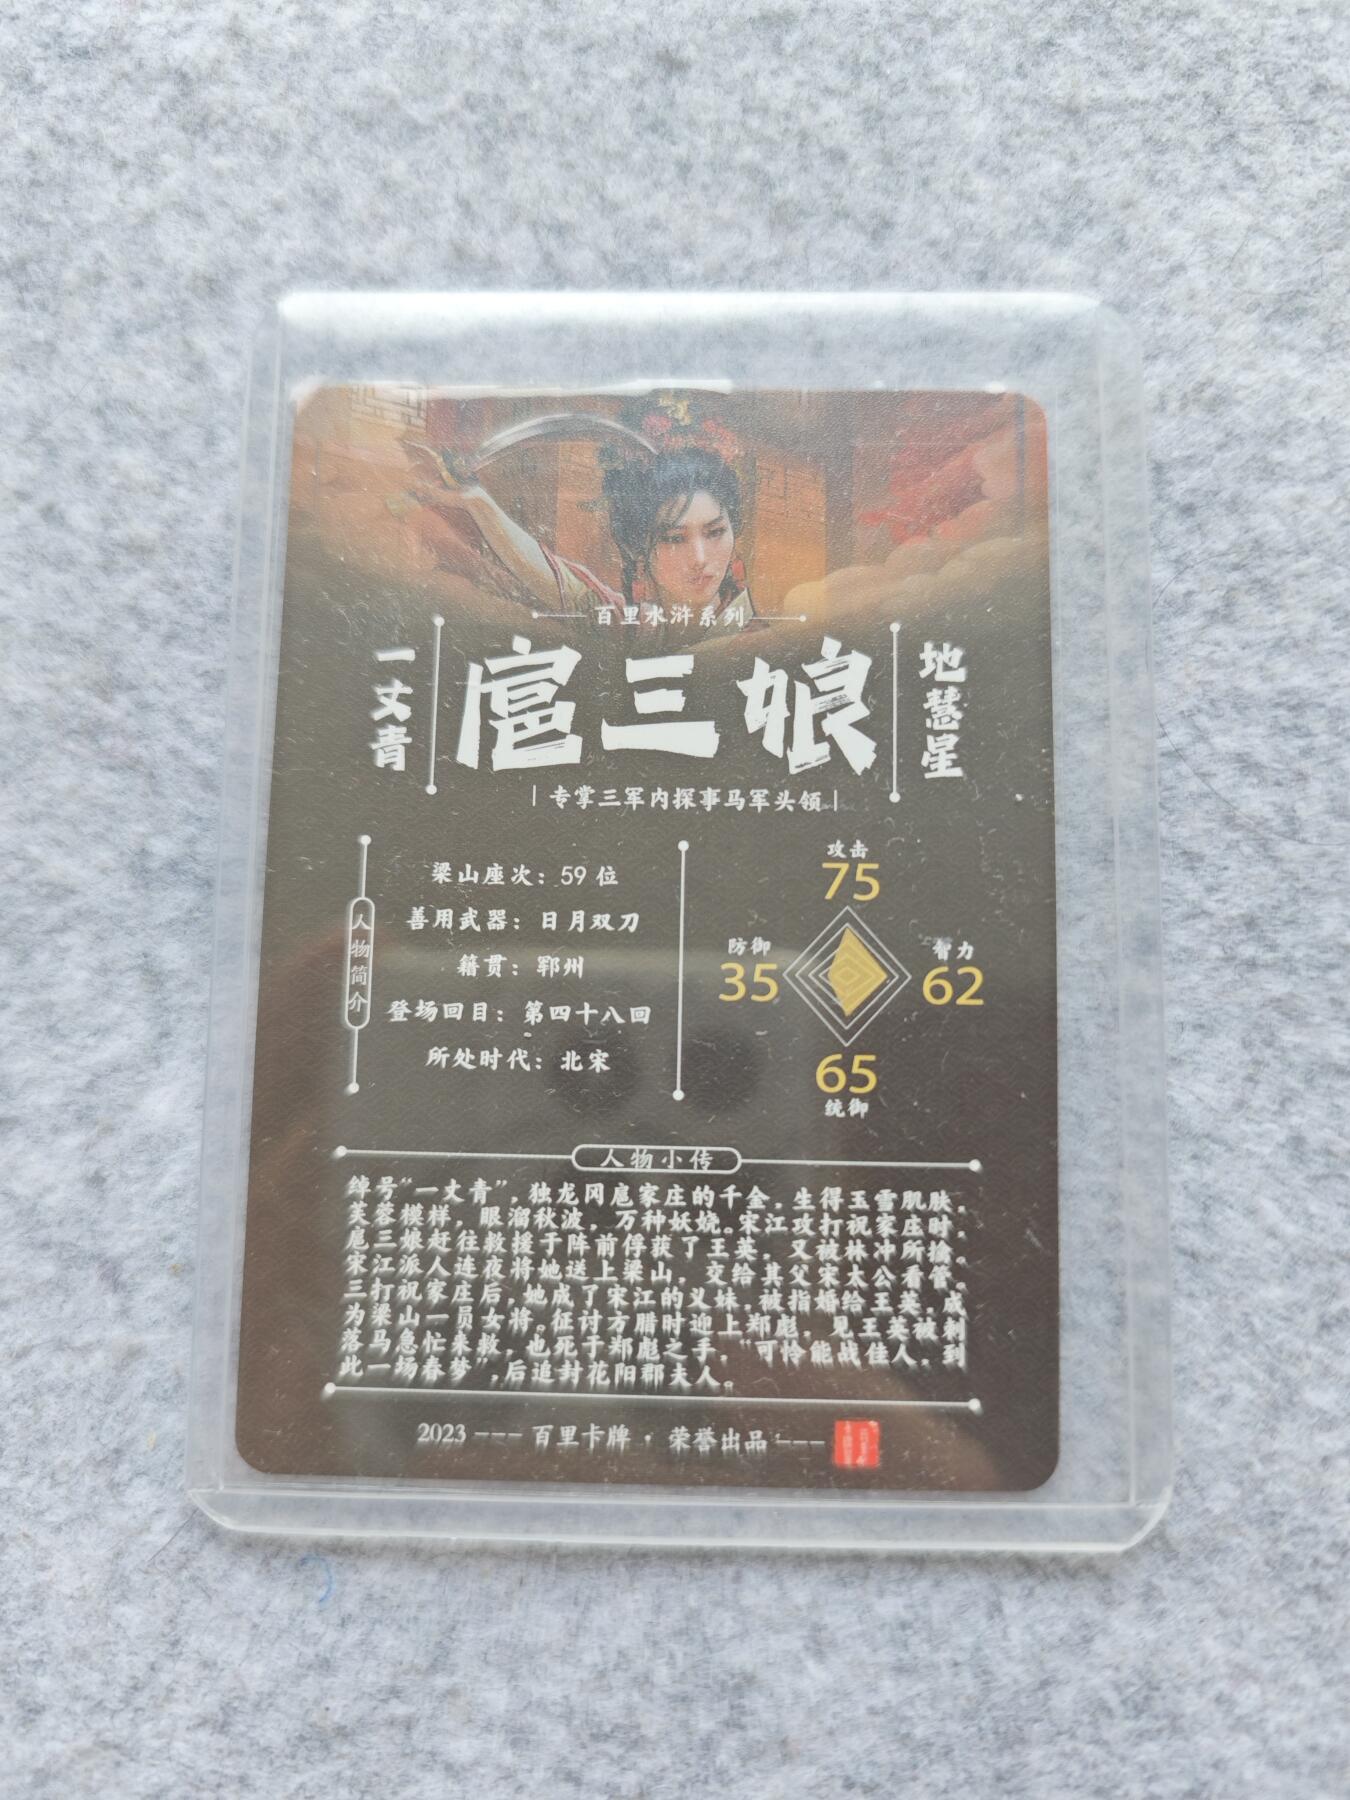 百里水浒系列
一丈青
扈三娘
地慧星
专掌三军内探事马军头领
人物简介
梁山座次：59 位
善用武器：日月双刀
籍贯：郓州
登场回目：第四十八回
所处时代：北宋
攻击
75
防御
35
智力
62
65
统御
人物小传
绰号“一丈青”，独龙冈扈家庄的千金，生得玉雪肌肤，
芙蓉模样，眼溜秋波，万种妖娆。宋江攻打祝家庄时，
扈三娘赶往救援于阵前俘获了王英，又被林冲所擒。
宋江派人连夜将她送上梁山，交给其父宋太公看管。
三打祝家庄后，她成了宋江的义妹，被指婚给王英，成
为梁山一员女将。征讨方腊时迎上郑彪，见王英被刺
落马急忙来救，也死于郑彪之手，“可怜能战佳人，到
此一场春梦”，后追封花阳郡夫人。
2023 --- 百里卡牌 · 荣誉出品 ---